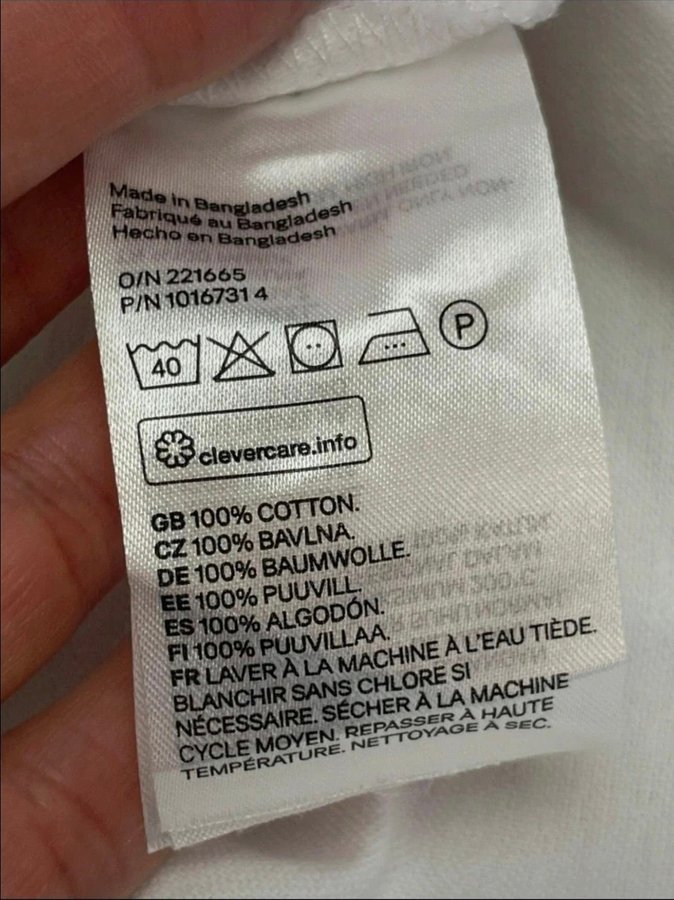 Made in Bangladesh
Fabriqué au Bangladesh
Hecho en Bangladesh
O/N 221665
P/N 1016731 4
40
P
clevercare.info
GB 100% COTTON.
CZ 100% BAVLNA.
DE 100% BAUMWOLLE.
EE 100% PUUVILL.
ES 100% ALGODÓN.
FI 100% PUUVILLAA.
FR LAVER À LA MACHINE À L'EAU TIÈDE.
BLANCHIR SANS CHLORE SI
NÉCESSAIRE. SÉCHER À LA MACHINE
CYCLE MOYEN. REPASSER À HAUTE
TEMPÉRATURE. NETTOYAGE À SEC.